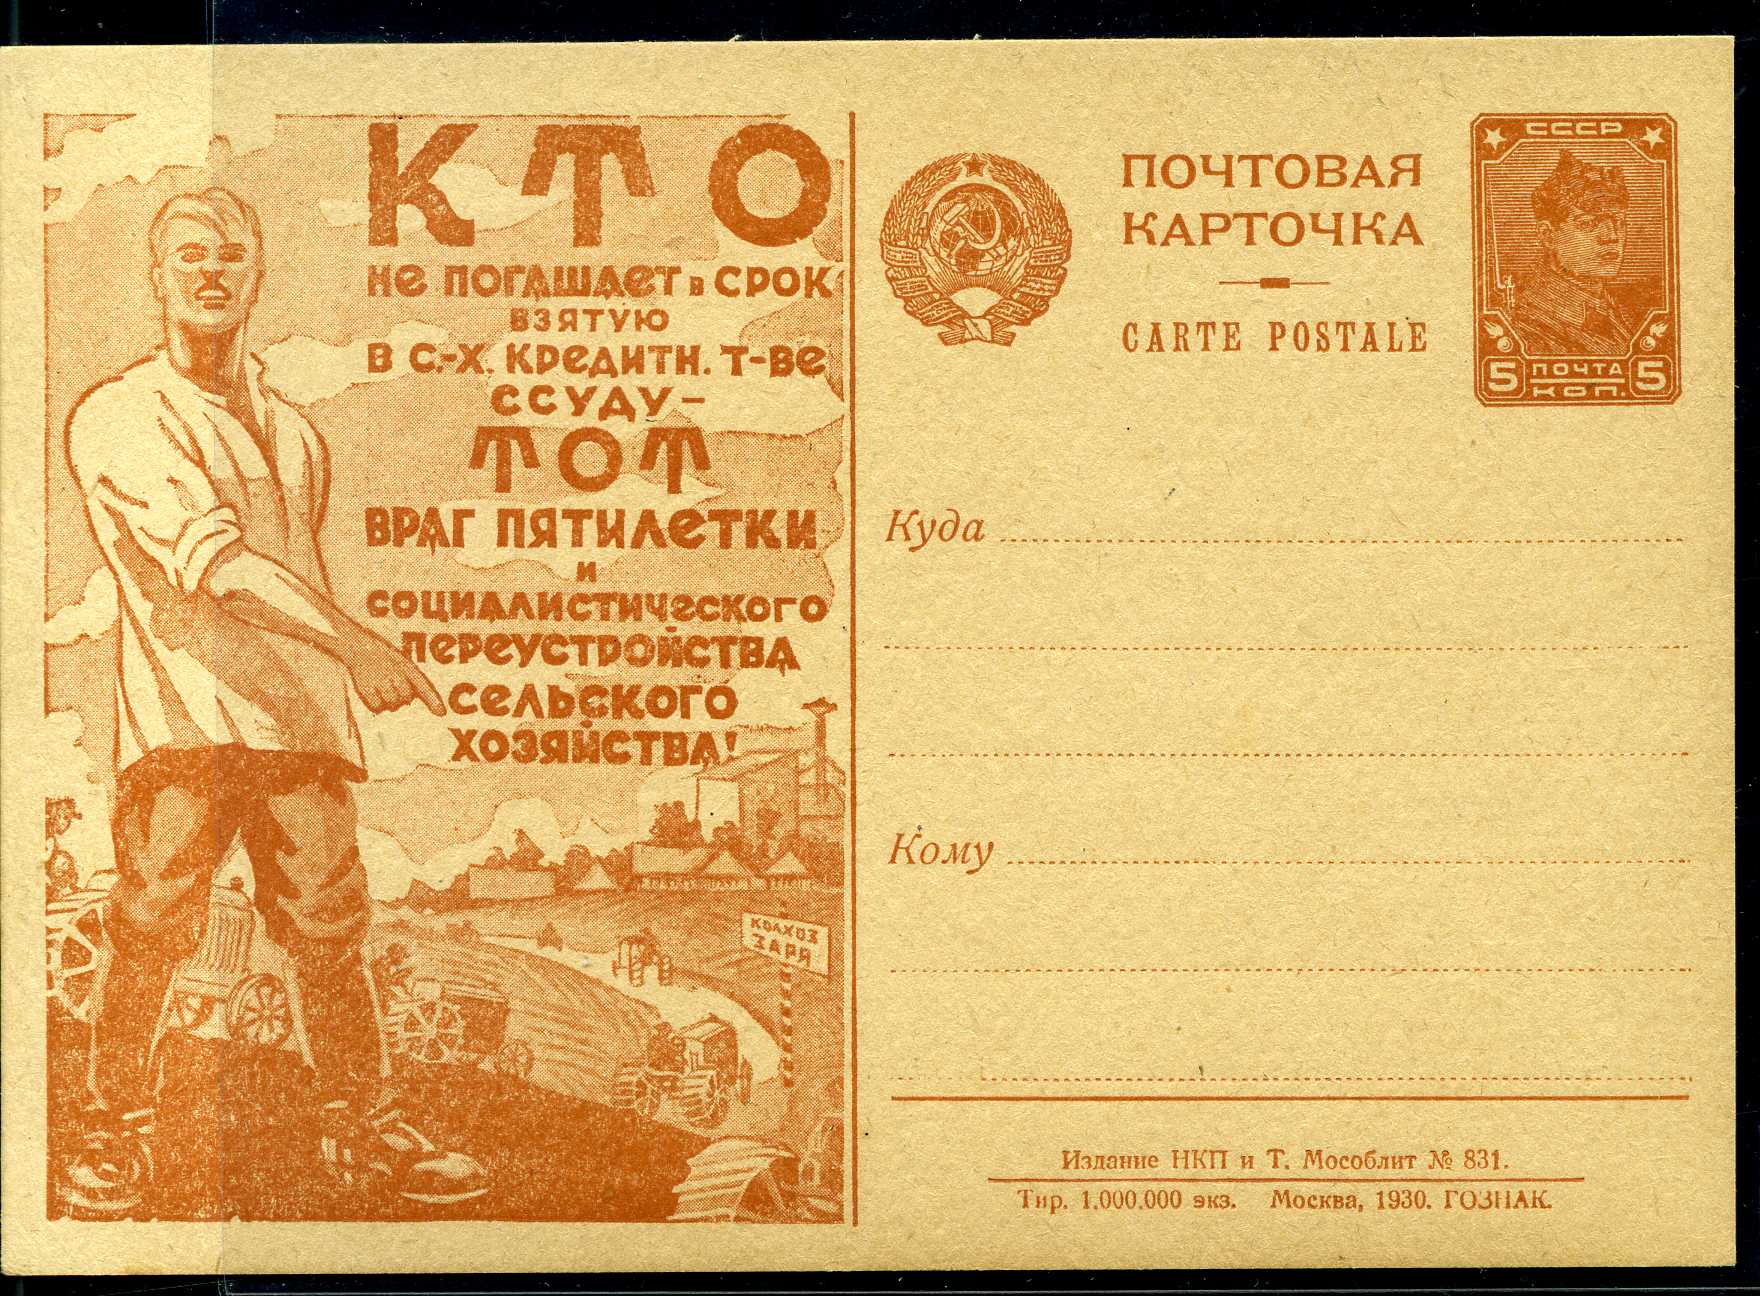 КТО
НЕ ПОГАШАЕТ В СРОК
ВЗЯТУЮ
В С.-Х. КРЕДИТН. Т-ВЕ
ССУДУ –
ТОТ
ВРАГ ПЯТИЛЕТКИ
И
СОЦИАЛИСТИЧЕСКОГО
ПЕРЕУСТРОЙСТВА
СЕЛЬСКОГО
ХОЗЯЙСТВА!
КОЛХОЗ
ЗАРЯ
ПОЧТОВАЯ
КАРТОЧКА
CARTE POSTALE
СССР
5 ПОЧТА 5
КОП.
Куда
Кому
Издание НКП и Т. Мособлит № 831.
Тир. 1.000.000 экз. Москва, 1930. ГОЗНАК.